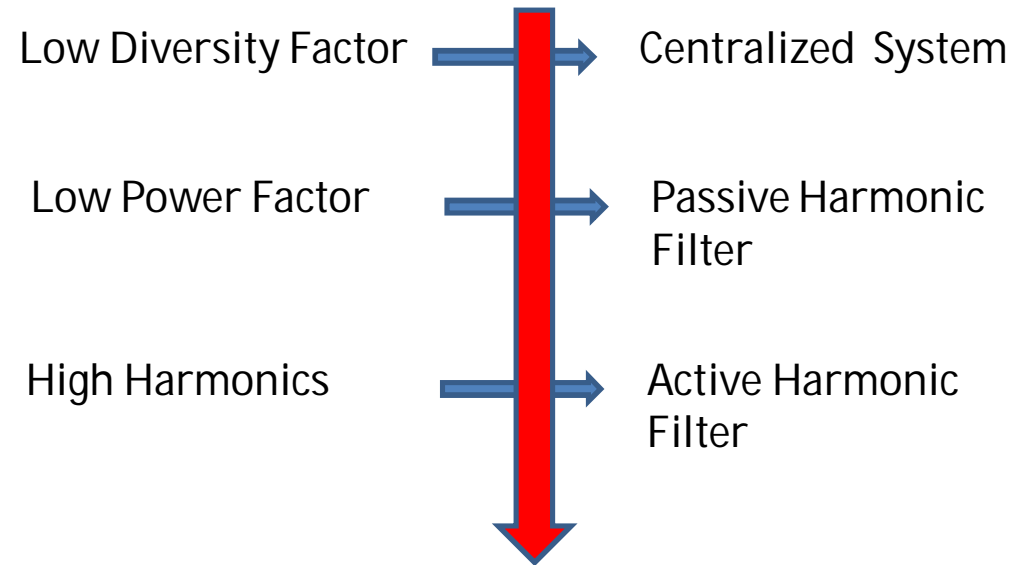 Low Diversity Factor
Centralized System
Low Power Factor
Passive Harmonic
Filter
High Harmonics
Active Harmonic
Filter